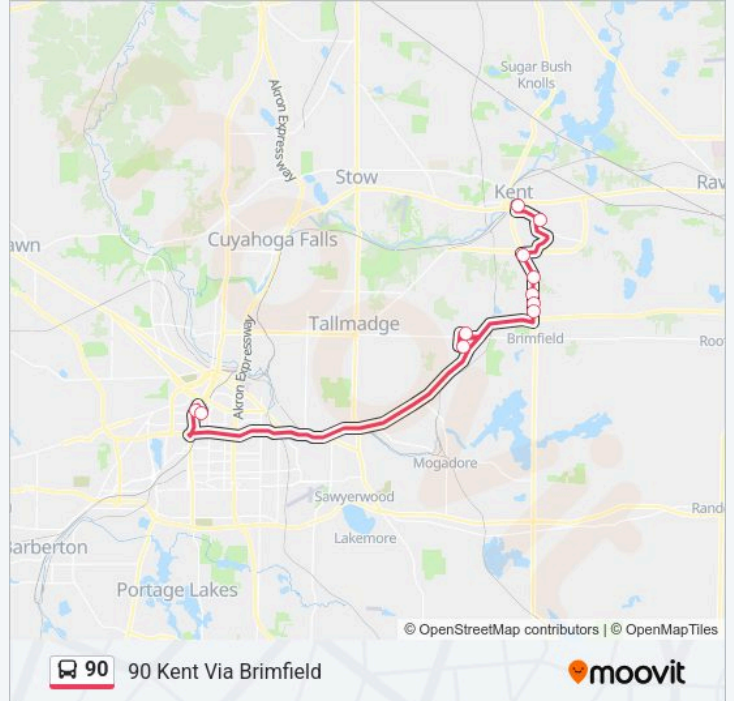 Sugar Bush
Knolls
Akron Expressway
Stow
Kent
Rav
awn
Cuyahoga Falls
Tallmadge
Akron Expressway
Brimfield
Roo
Mogadore
Sawyerwood
Rand
Lakemore
Barberton
Portage Lakes
© OpenStreetMap contributors | © OpenMapTiles
90 90 Kent Via Brimfield
moovit